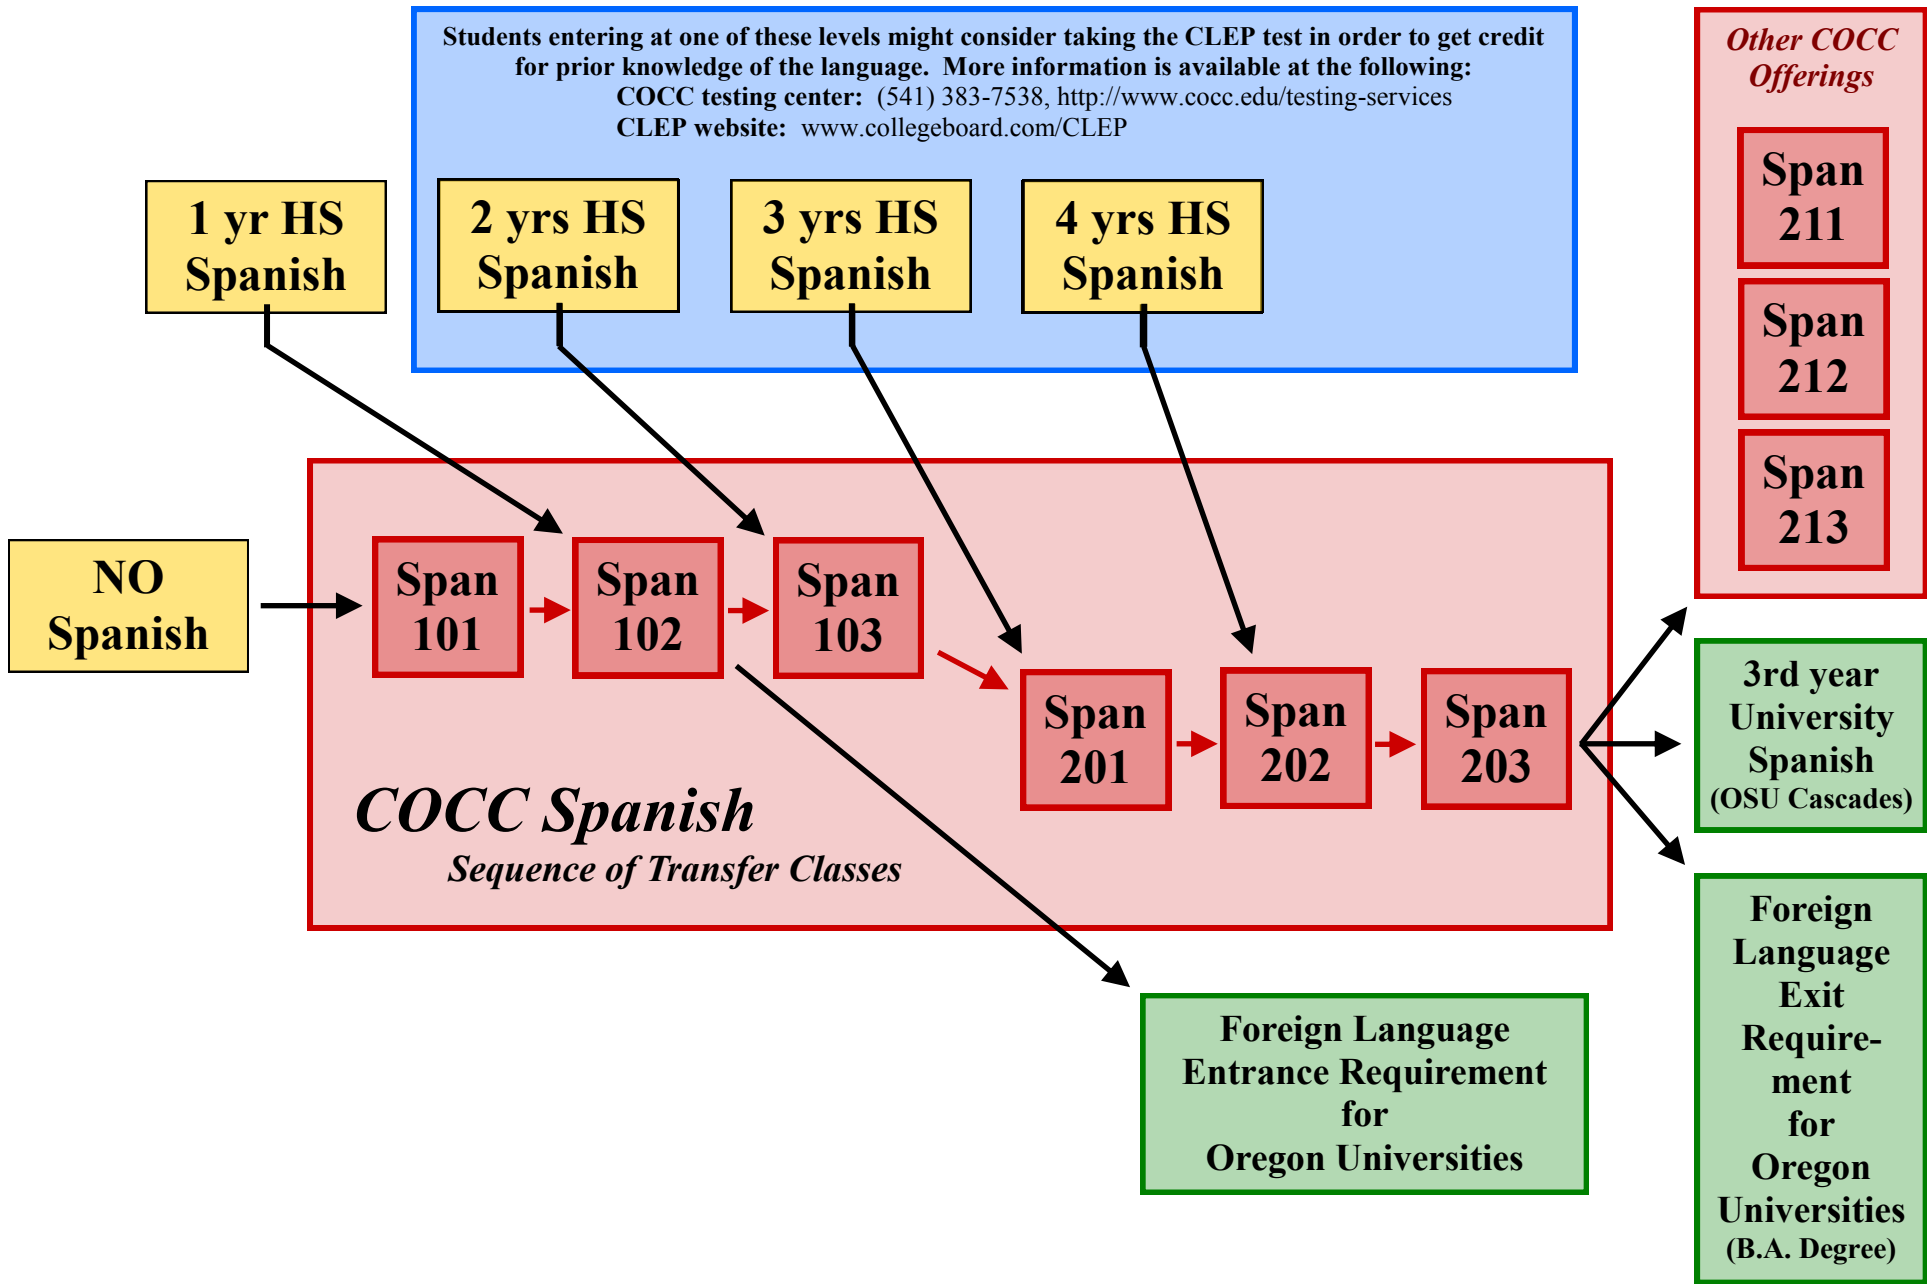 Students entering at one of these levels might consider taking the CLEP test in order to get credit
for prior knowledge of the language.  More information is available at the following:
COCC testing center:  (541) 383-7538, http://www.cocc.edu/testing-services
CLEP website:  www.collegeboard.com/CLEP
1 yr HS
Spanish
2 yrs HS
Spanish
3 yrs HS
Spanish
4 yrs HS
Spanish
Other COCC
Offerings
Span
211
Span
212
Span
213
NO
Spanish
Span
101
Span
102
Span
103
Span
201
Span
202
Span
203
COCC Spanish
Sequence of Transfer Classes
3rd year
University
Spanish
(OSU Cascades)
Foreign Language
Entrance Requirement
for
Oregon Universities
Foreign
Language
Exit
Require-
ment
for
Oregon
Universities
(B.A. Degree)